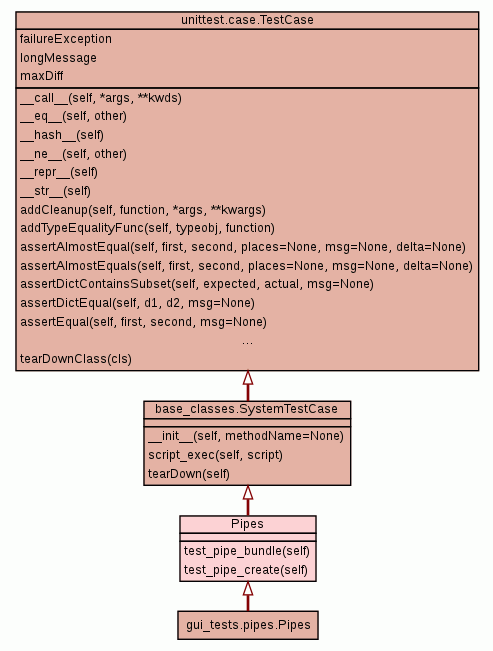 unittest.case.TestCase
failureException
longMessage
maxDiff
__call__(self, *args, **kwds)
__eq__(self, other)
__hash__(self)
__ne__(self, other)
__repr__(self)
__str__(self)
addCleanup(self, function, *args, **kwargs)
addTypeEqualityFunc(self, typeobj, function)
assertAlmostEqual(self, first, second, places=None, msg=None, delta=None)
assertAlmostEquals(self, first, second, places=None, msg=None, delta=None)
assertDictContainsSubset(self, expected, actual, msg=None)
assertDictEqual(self, d1, d2, msg=None)
assertEqual(self, first, second, msg=None)
...
tearDownClass(cls)
base_classes.SystemTestCase
__init__(self, methodName=None)
script_exec(self, script)
tearDown(self)
Pipes
test_pipe_bundle(self)
test_pipe_create(self)
gui_tests.pipes.Pipes